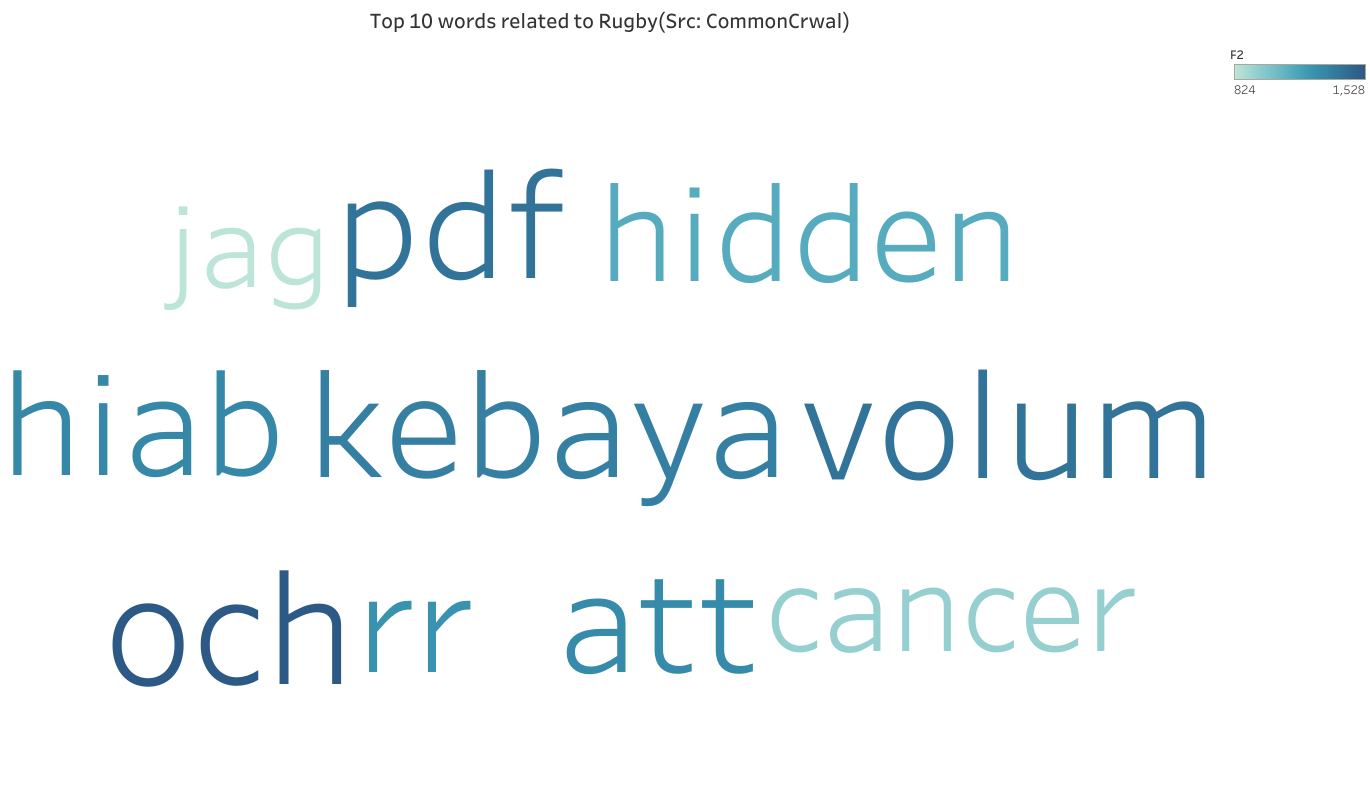 Top 10 words related to Rugby(Src: CommonCrwal)
F2
824 1,528
jag pdf hidden
hiab kebaya volum
och rr att cancer